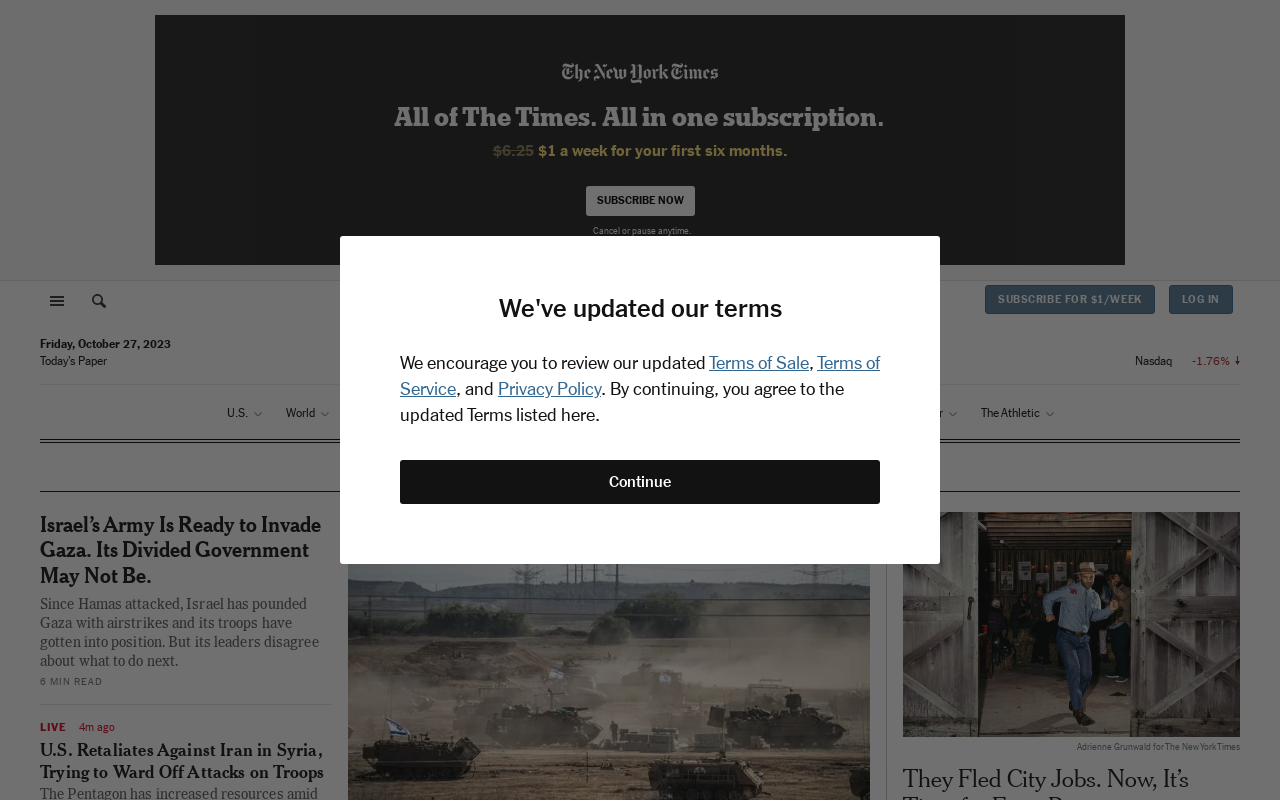 The New York Times
All of The Times. All in one subscription.
$6.25 $1 a week for your first six months.
SUBSCRIBE NOW
Cancel or pause anytime.
SUBSCRIBE FOR $1/WEEK
LOG IN
Friday, October 27, 2023
Today's Paper
Nasdaq -1.76%
U.S.
World
The Athletic
We've updated our terms
We encourage you to review our updated Terms of Sale, Terms of
Service, and Privacy Policy. By continuing, you agree to the
updated Terms listed here.
Continue
Israel's Army Is Ready to Invade
Gaza. Its Divided Government
May Not Be.
Since Hamas attacked, Israel has pounded
Gaza with airstrikes and its troops have
gotten into position. But its leaders disagree
about what to do next.
6 MIN READ
LIVE 4m ago
U.S. Retaliates Against Iran in Syria,
Trying to Ward Off Attacks on Troops
The Pentagon has increased resources amid
Adrienne Grunwald for The New York Times
They Fled City Jobs. Now, It's